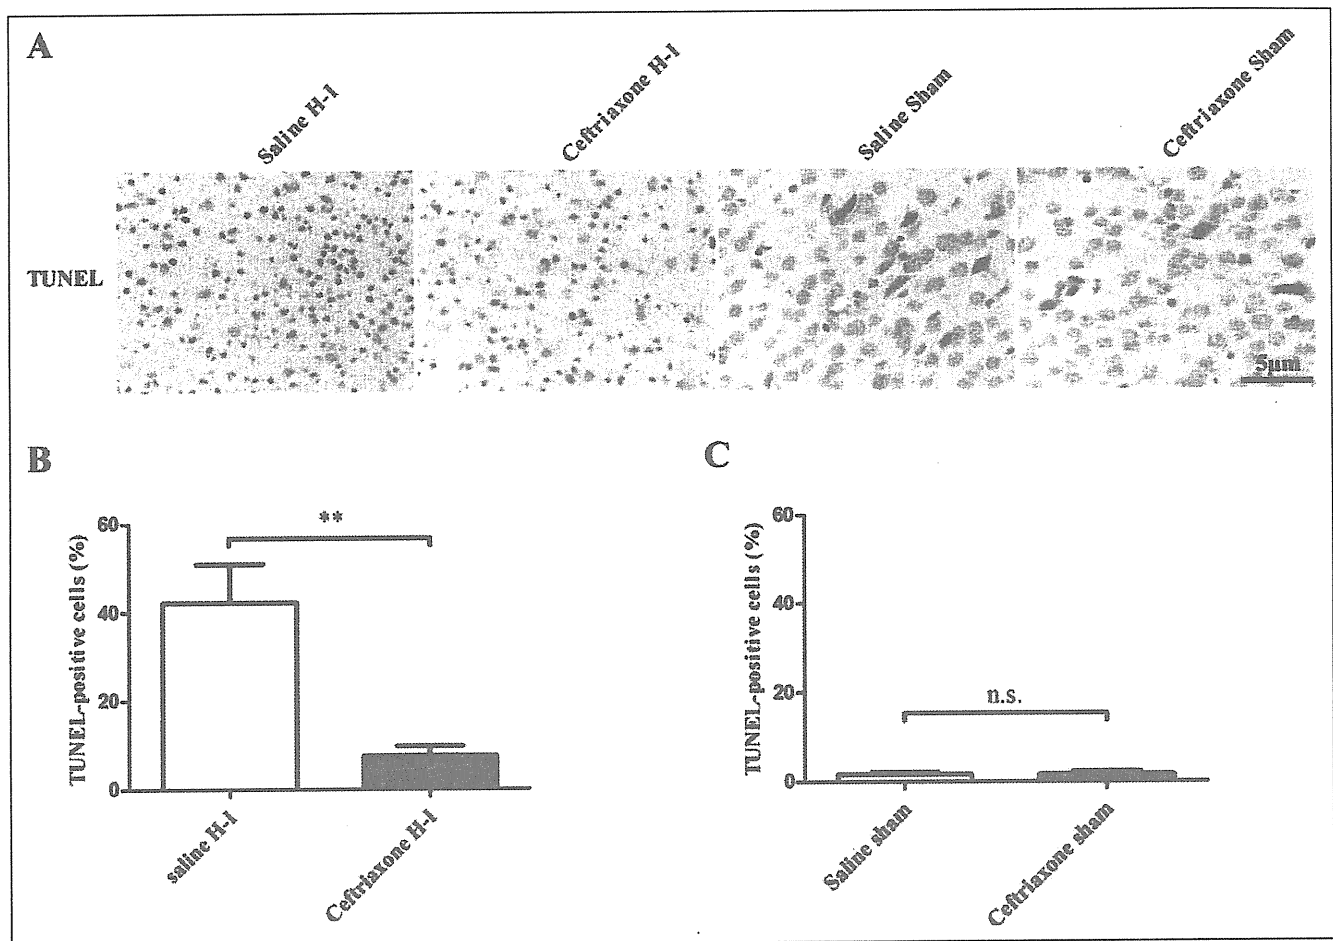 A
Saline H-I
Ceftriaxone H-I
Saline Sham
Ceftriaxone Sham
TUNEL
5μm
B
TUNEL-positive cells (%)
60
40
20
0
**
saline H-I
Ceftriaxone H-I
C
TUNEL-positive cells (%)
60
40
20
0
n.s.
Saline sham
Ceftriaxone sham